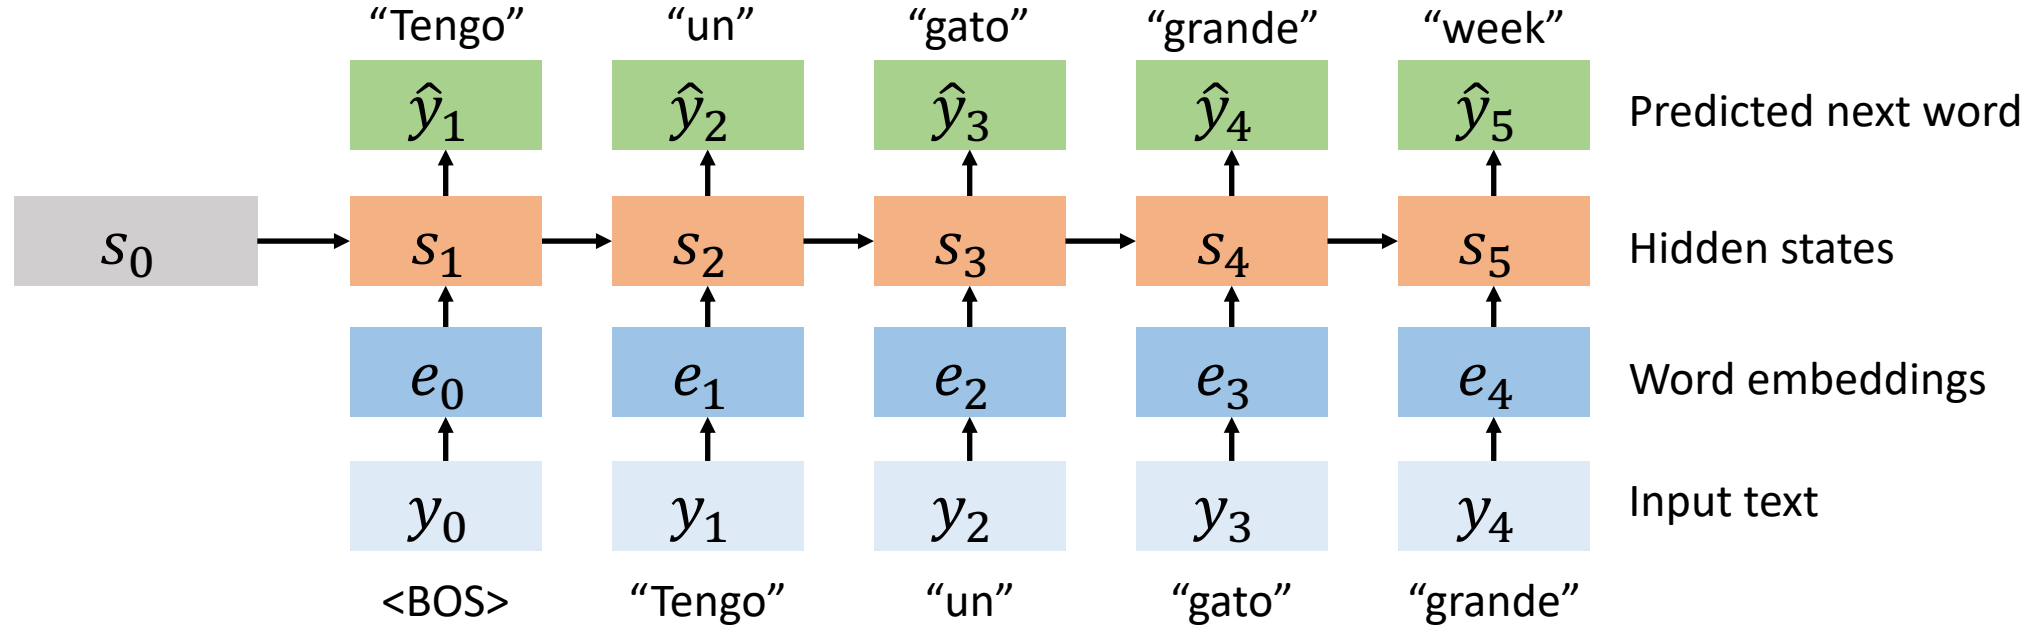 “Tengo” “un” “gato” “grande” “week”
ŷ₁ ŷ₂ ŷ₃ ŷ₄ ŷ₅ Predicted next word
s₀ s₁ s₂ s₃ s₄ s₅ Hidden states
e₀ e₁ e₂ e₃ e₄ Word embeddings
y₀ y₁ y₂ y₃ y₄ Input text
<BOS> “Tengo” “un” “gato” “grande”